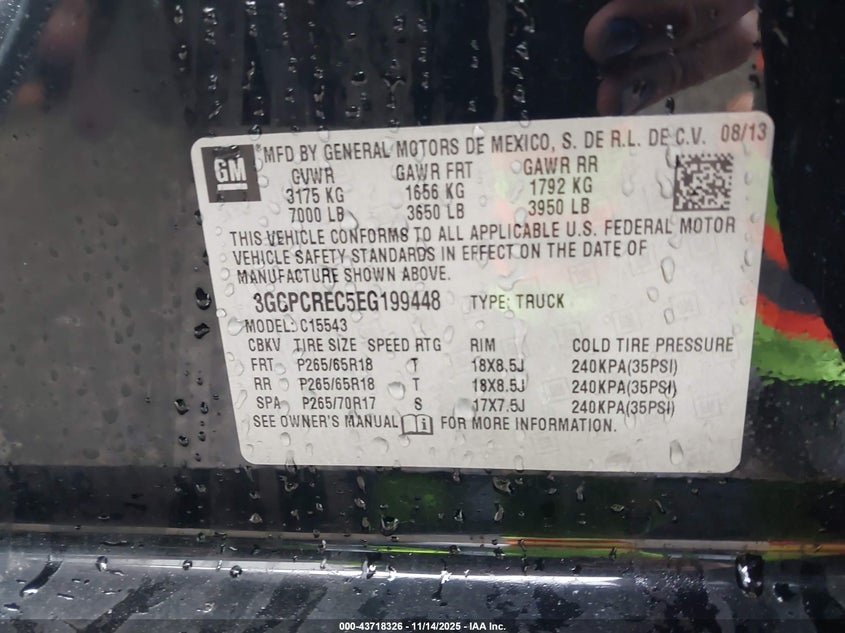 GM
® MFD BY GENERAL MOTORS DE MEXICO, S. DE R.L. DE C.V. 08/13
GVWR GAWR FRT GAWR RR
3175 KG 1656 KG 1792 KG
7000 LB 3650 LB 3950 LB
THIS VEHICLE CONFORMS TO ALL APPLICABLE U.S. FEDERAL MOTOR
VEHICLE SAFETY STANDARDS IN EFFECT ON THE DATE OF
MANUFACTURE SHOWN ABOVE.
3GCPCREC5EG199448 TYPE: TRUCK
MODEL: C15543
CBKV TIRE SIZE SPEED RTG RIM COLD TIRE PRESSURE
FRT P265/65R18 T 18X8.5J 240KPA(35PSI)
RR P265/65R18 T 18X8.5J 240KPA(35PSI)
SPA P265/70R17 S 17X7.5J 240KPA(35PSI)
SEE OWNER'S MANUAL FOR MORE INFORMATION.
000-43718326 - 11/14/2025 - IAA Inc.